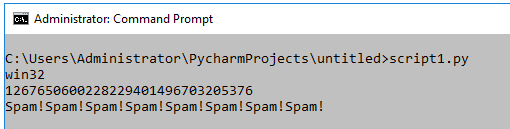 Administrator: Command Prompt
C:\Users\Administrator\PycharmProjects\untitled>script1.py
win32
1267650600228229401496703205376
Spam!Spam!Spam!Spam!Spam!Spam!Spam!Spam!